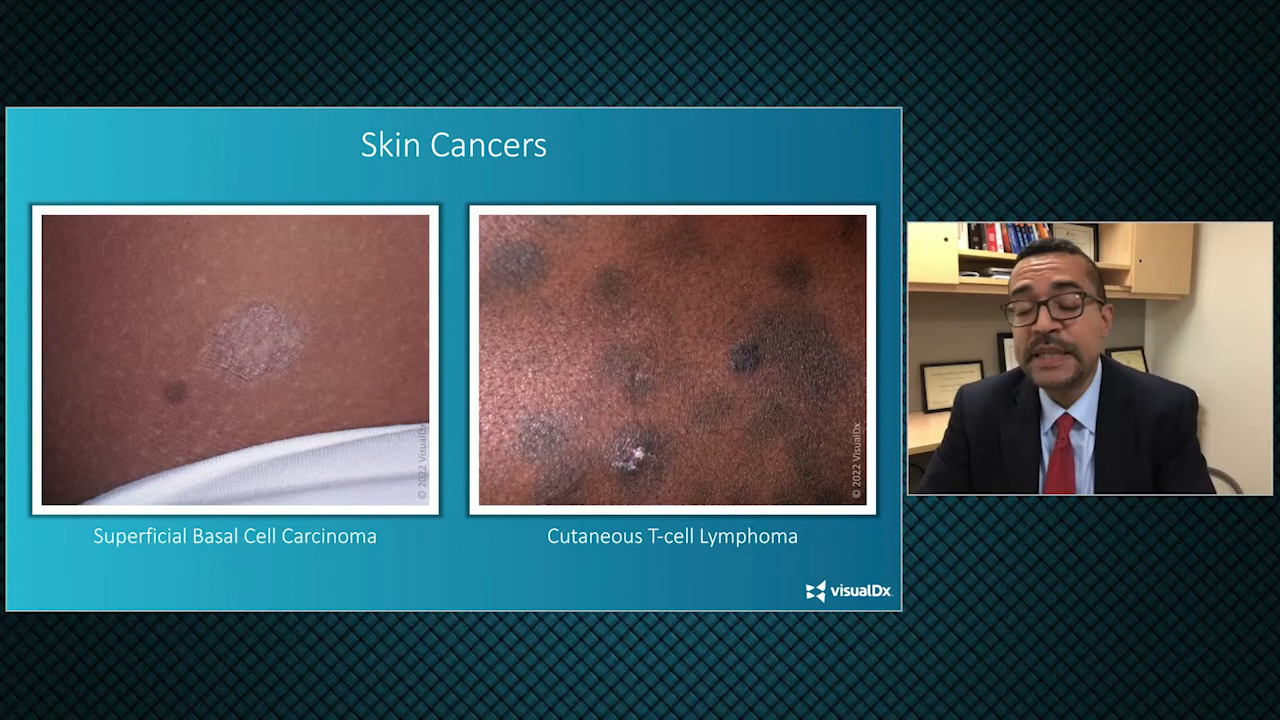 Skin Cancers
© 2022 VisualDx
© 2022 VisualDx
Superficial Basal Cell Carcinoma
Cutaneous T-cell Lymphoma
visualDx